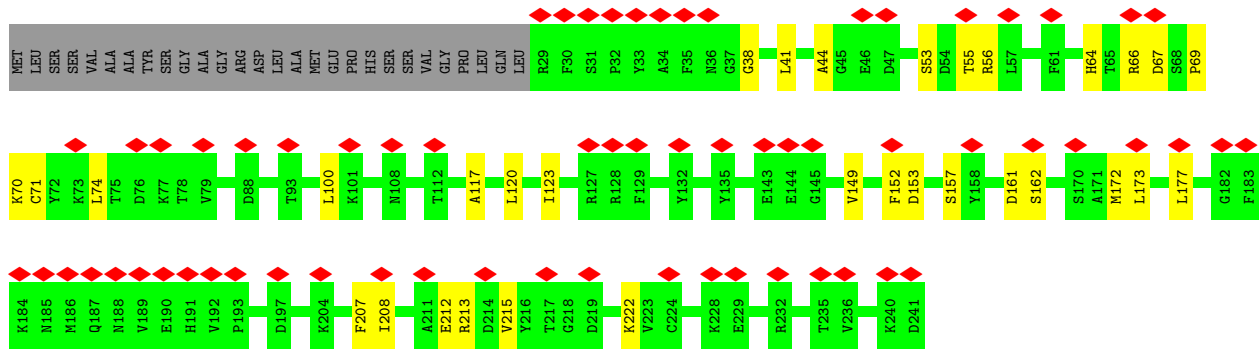 MET LEU SER SER VAL ALA ALA TYR SER GLY ALA GLY ARG ASP LEU ALA MET GLU PRO HIS SER SER VAL GLY PRO LEU GLN LEU R29 F30 S31 P32 Y33 A34 F35 N36 G37 G38 L41 A44 G45 E46 D47 S53 D54 T55 R56 L57 F61 H64 T65 R66 D67 S68 P69
K70 C71 Y72 K73 L74 T75 D76 K77 T78 V79 D88 T93 L100 K101 N108 T112 A117 L120 I123 R127 R128 F129 Y132 Y135 E143 E144 G145 V149 F152 D153 S157 Y158 D161 S162 S170 A171 M172 L173 L177 G182 F183
K184 N185 M186 Q187 N188 V189 E190 H191 V192 P193 D197 K204 F207 I208 A211 E212 R213 D214 V215 Y216 T217 G218 D219 K222 V223 C224 K228 E229 R232 T235 V236 K240 D241